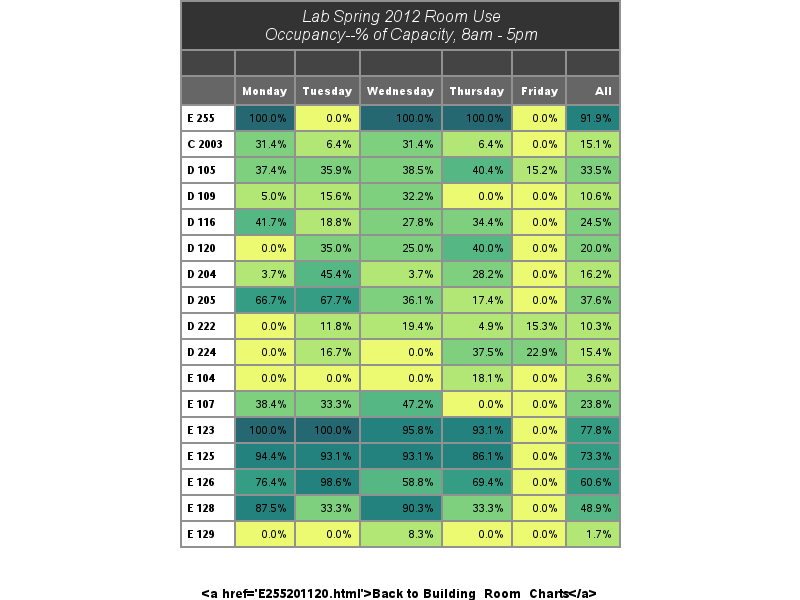 Lab Spring 2012 Room Use
Occupancy--% of Capacity, 8am - 5pm
Monday Tuesday Wednesday Thursday Friday All
E 255 100.0% 0.0% 100.0% 100.0% 0.0% 91.9%
C 2003 31.4% 6.4% 31.4% 6.4% 0.0% 15.1%
D 105 37.4% 35.9% 38.5% 40.4% 15.2% 33.5%
D 109 5.0% 15.6% 32.2% 0.0% 0.0% 10.6%
D 116 41.7% 18.8% 27.8% 34.4% 0.0% 24.5%
D 120 0.0% 35.0% 25.0% 40.0% 0.0% 20.0%
D 204 3.7% 45.4% 3.7% 28.2% 0.0% 16.2%
D 205 66.7% 67.7% 36.1% 17.4% 0.0% 37.6%
D 222 0.0% 11.8% 19.4% 4.9% 15.3% 10.3%
D 224 0.0% 16.7% 0.0% 37.5% 22.9% 15.4%
E 104 0.0% 0.0% 0.0% 18.1% 0.0% 3.6%
E 107 38.4% 33.3% 47.2% 0.0% 0.0% 23.8%
E 123 100.0% 100.0% 95.8% 93.1% 0.0% 77.8%
E 125 94.4% 93.1% 93.1% 86.1% 0.0% 73.3%
E 126 76.4% 98.6% 58.8% 69.4% 0.0% 60.6%
E 128 87.5% 33.3% 90.3% 33.3% 0.0% 48.9%
E 129 0.0% 0.0% 8.3% 0.0% 0.0% 1.7%
<a href='E255201120.html'>Back to Building_Room_Charts</a>